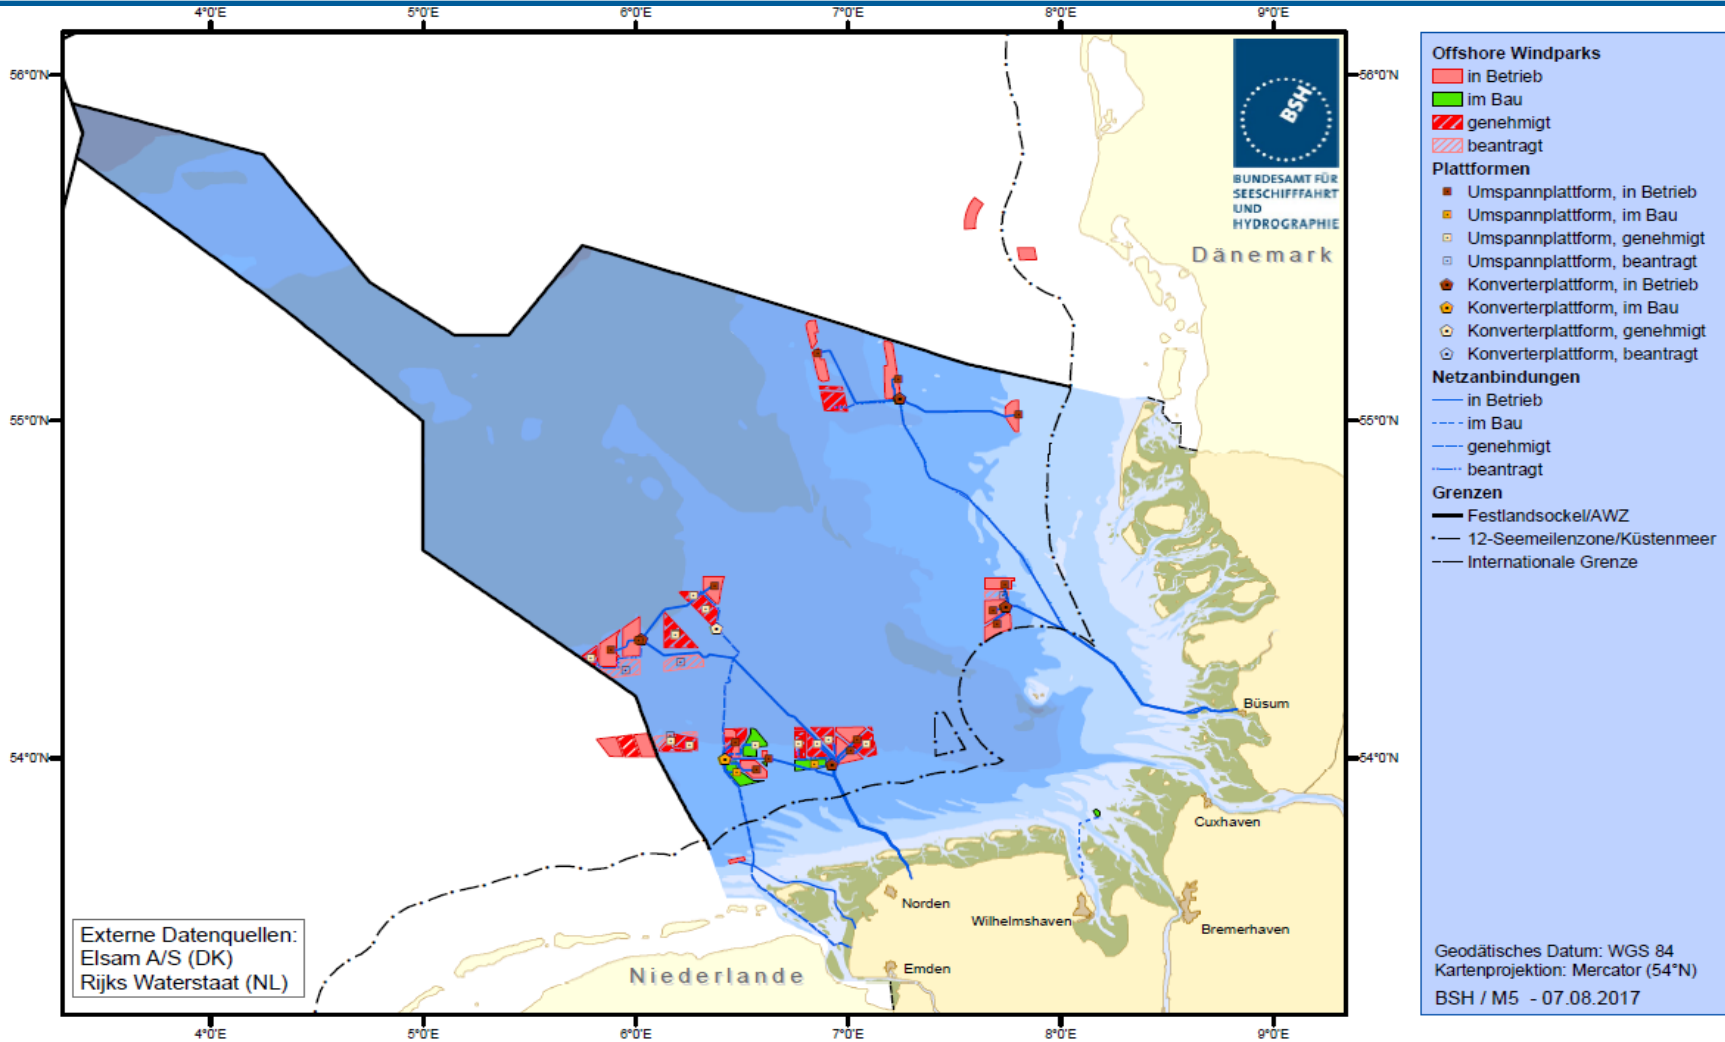 4°0'E
5°0'E
6°0'E
7°0'E
8°0'E
9°0'E
56°0'N
56°0'N
55°0'N
55°0'N
54°0'N
54°0'N
BSH
BUNDESAMT FÜR
SEESCHIFFFAHRT
UND
HYDROGRAPHIE
Dänemark
Büsum
Cuxhaven
Norden
Wilhelmshaven
Bremerhaven
Emden
Niederlande
Externe Datenquellen:
Elsam A/S (DK)
Rijks Waterstaat (NL)
4°0'E
5°0'E
6°0'E
7°0'E
8°0'E
9°0'E
Offshore Windparks
in Betrieb
im Bau
genehmigt
beantragt
Plattformen
Umspannplattform, in Betrieb
Umspannplattform, im Bau
Umspannplattform, genehmigt
Umspannplattform, beantragt
Konverterplattform, in Betrieb
Konverterplattform, im Bau
Konverterplattform, genehmigt
Konverterplattform, beantragt
Netzanbindungen
in Betrieb
im Bau
genehmigt
beantragt
Grenzen
Festlandsockel/AWZ
12-Seemeilenzone/Küstenmeer
Internationale Grenze
Geodätisches Datum: WGS 84
Kartenprojektion: Mercator (54°N)
BSH / M5 - 07.08.2017